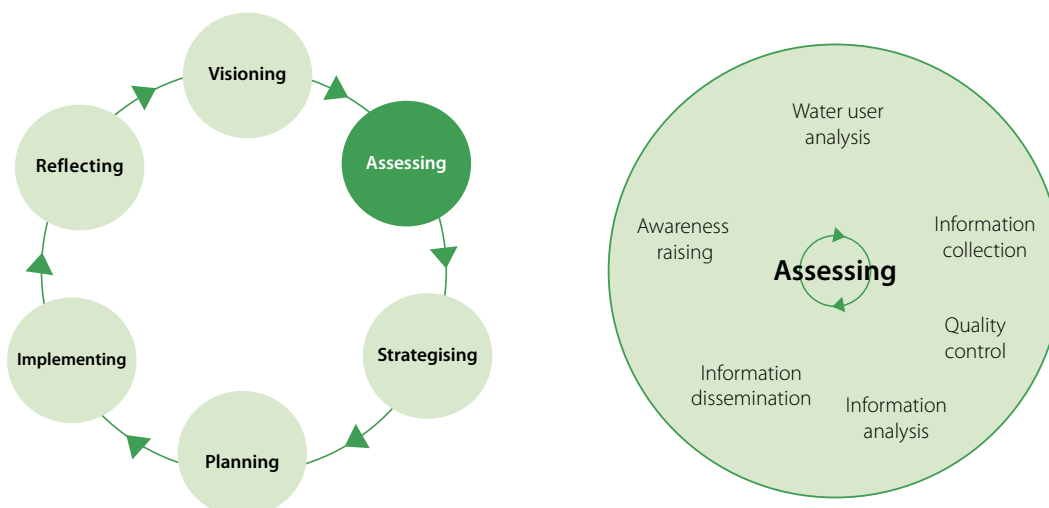 Visioning
Assessing
Strategising
Planning
Implementing
Reflecting
Water user
analysis
Information
collection
Quality
control
Information
analysis
Information
dissemination
Awareness
raising
Assessing